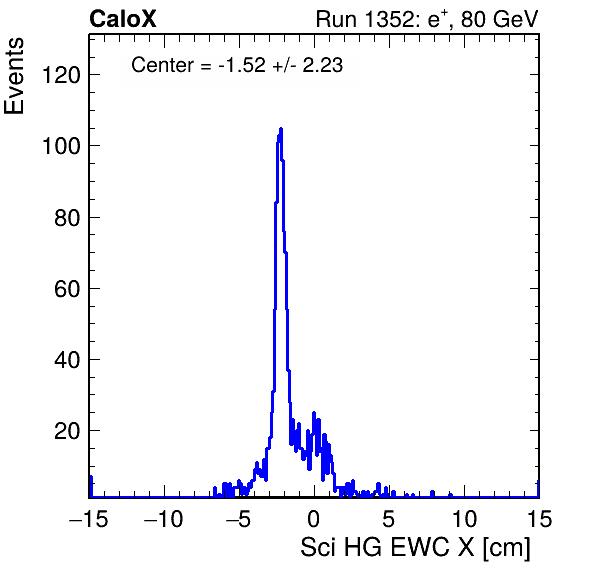 CaloX Run 1352: e+, 80 GeV
Center = -1.52 +/- 2.23
Events
120
100
80
60
40
20
−15 −10 −5 0 5 10 15
Sci HG EWC X [cm]